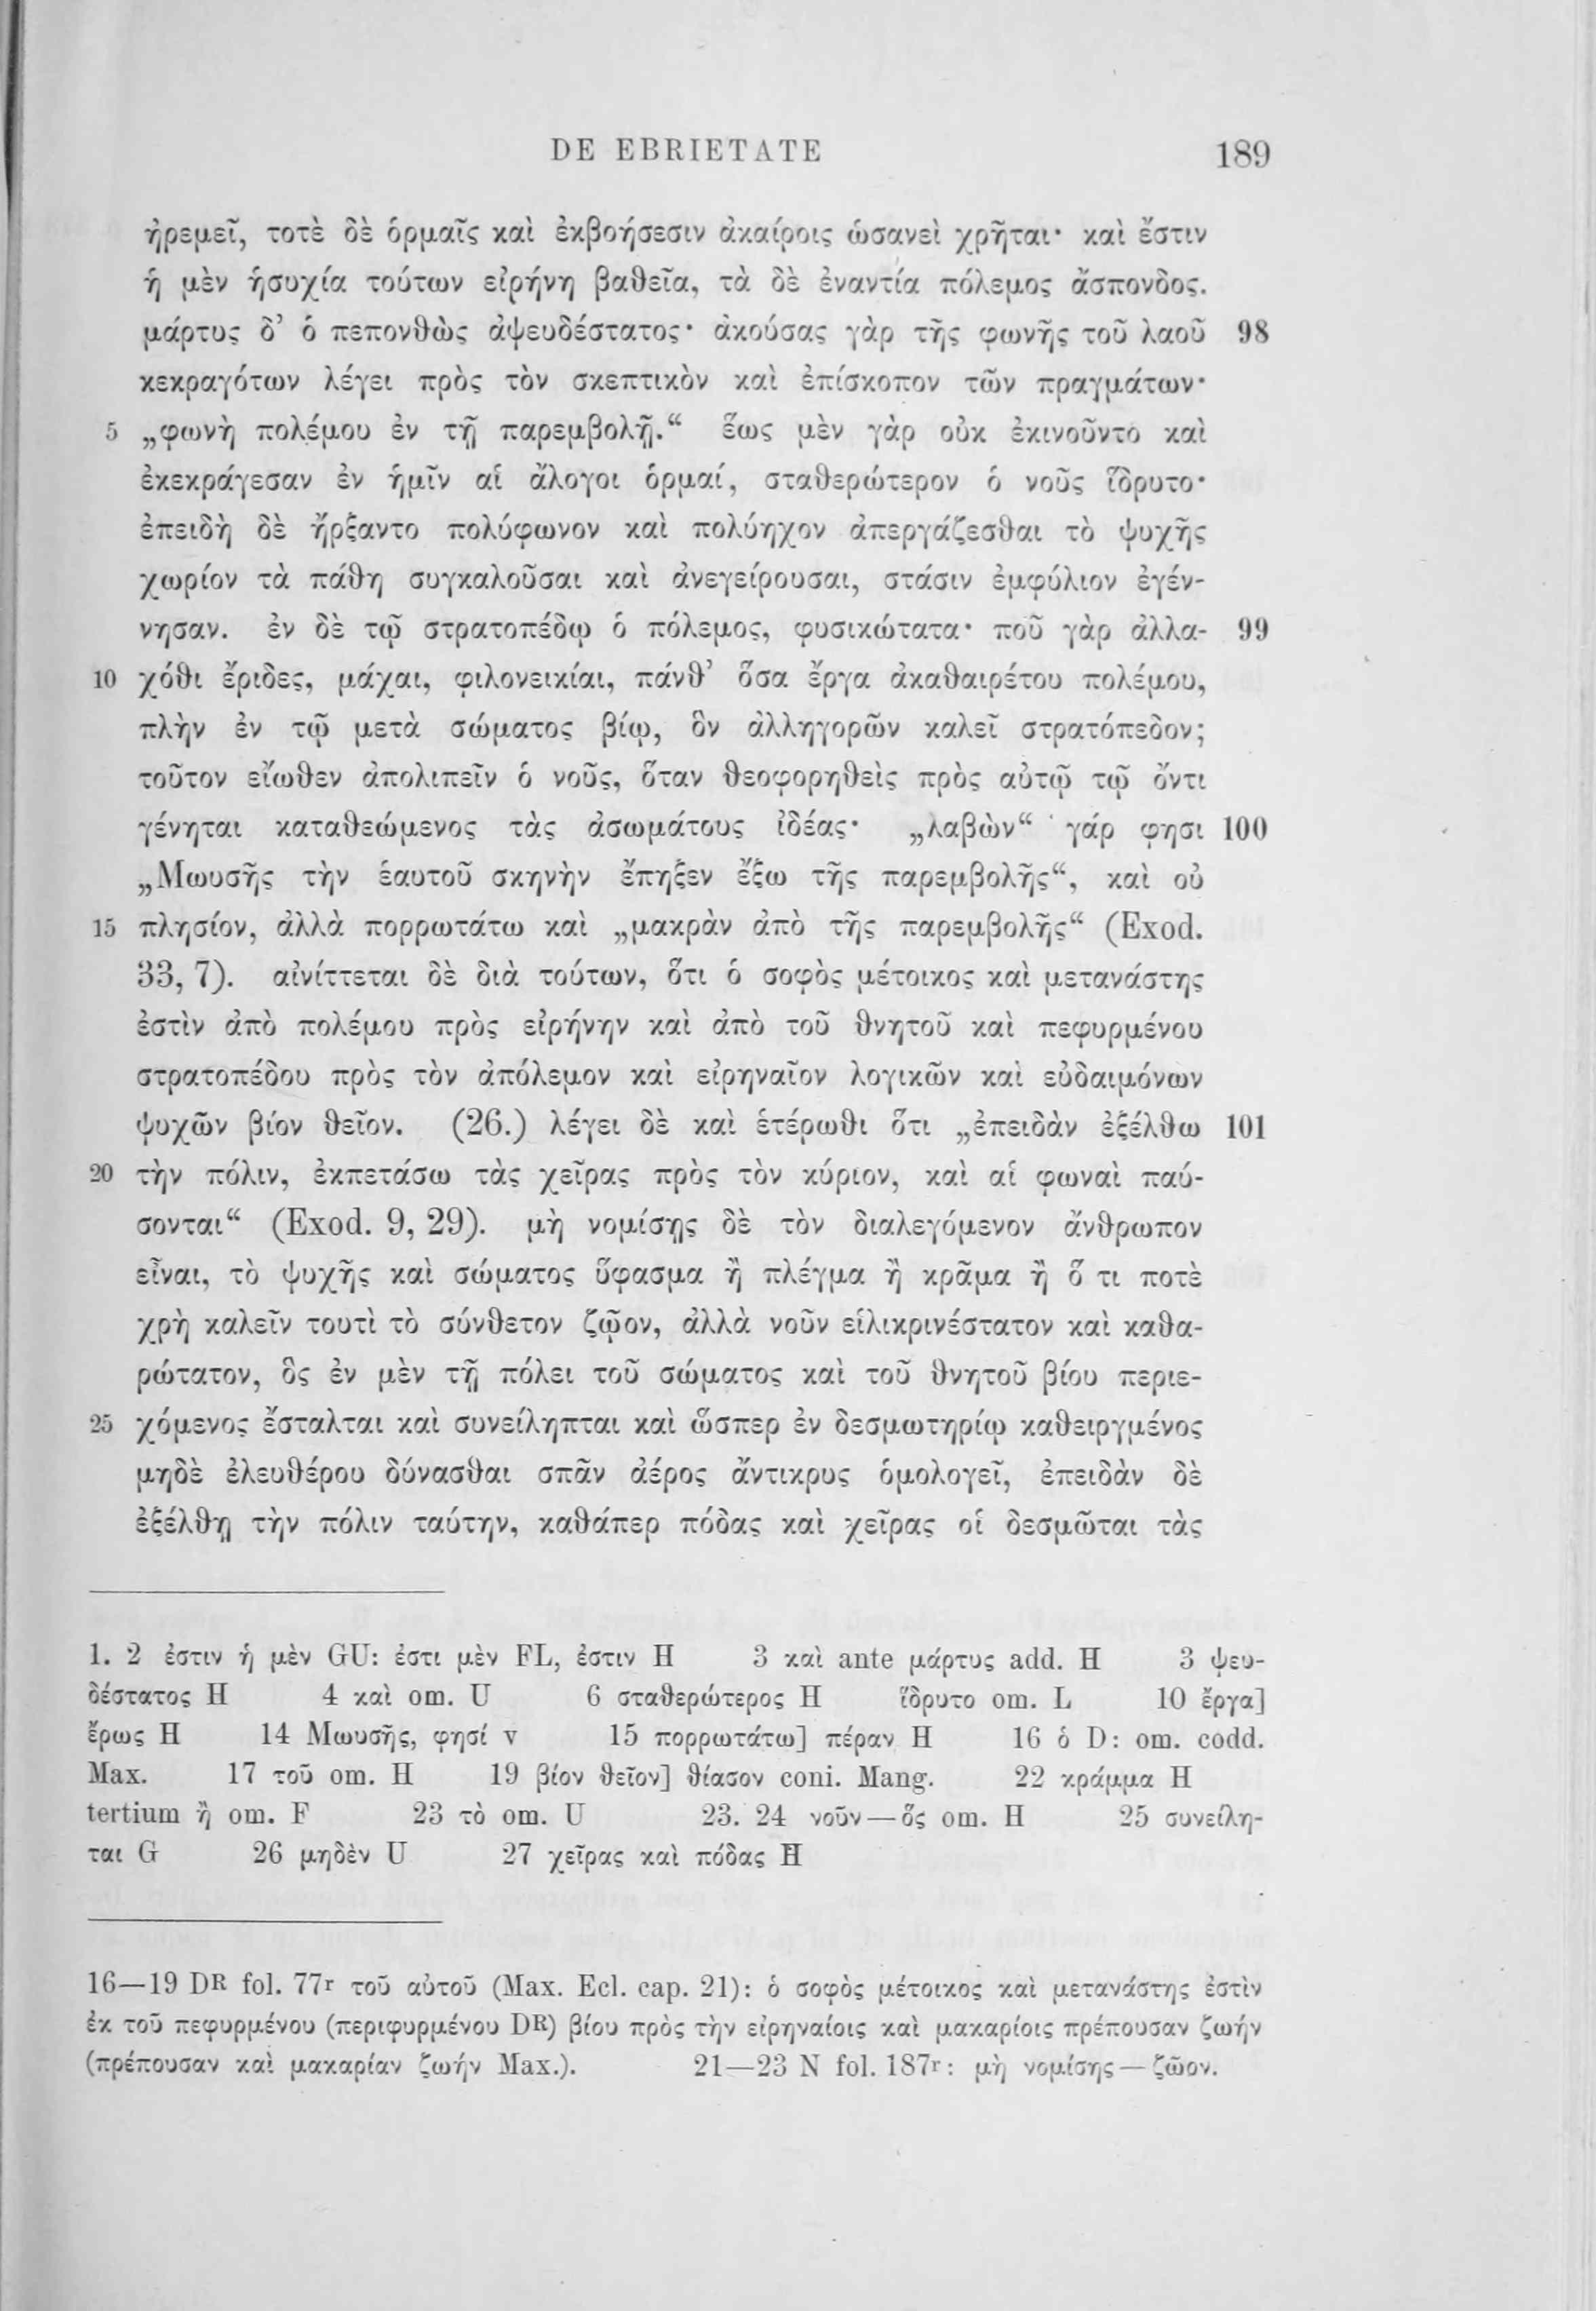 DE EBRIETATE 189
ἠρεμεῖ, τοτὲ δὲ ὁρμαῖς καὶ ἐκβοήσεσιν ἀκαίροις ὡσανεὶ χρῆται· καὶ ἔστιν
ἡ μὲν ἡσυχία τούτων εἰρήνη βαθεῖα, τὰ δὲ ἐναντία πόλεμος ἄσπονδος.
μάρτυς δ’ ὁ πεπονθὼς ἀψευδέστατος· ἀκούσας γὰρ τῆς φωνῆς τοῦ λαοῦ 98
κεκραγότων λέγει πρὸς τὸν σκεπτικὸν καὶ ἐπίσκοπον τῶν πραγμάτων·
5 „φωνὴ πολέμου ἐν τῇ παρεμβολῇ.“ ἕως μὲν γὰρ οὐκ ἐκινοῦντο καὶ
ἐκεκράγεσαν ἐν ἡμῖν αἱ ἄλογοι ὁρμαί, σταθερώτερον ὁ νοῦς ἵδρυτο·
ἐπειδὴ δὲ ἤρξαντο πολύφωνον καὶ πολύηχον ἀπεργάζεσθαι τὸ ψυχῆς
χωρίον τὰ πάθη συγκαλοῦσαι καὶ ἀνεγείρουσαι, στάσιν ἐμφύλιον ἐγέν-
νησαν. ἐν δὲ τῷ στρατοπέδῳ ὁ πόλεμος, φυσικώτατα· ποῦ γὰρ ἀλλα- 99
10 χόθι ἔριδες, μάχαι, φιλονεικίαι, πάνθ’ ὅσα ἔργα ἀκαθαιρέτου πολέμου,
πλὴν ἐν τῷ μετὰ σώματος βίῳ, ὃν ἀλληγορῶν καλεῖ στρατόπεδον;
τοῦτον εἴωθεν ἀπολιπεῖν ὁ νοῦς, ὅταν θεοφορηθεὶς πρὸς αὐτῷ τῷ ὄντι
γένηται καταθεώμενος τὰς ἀσωμάτους ἰδέας· „λαβὼν“ γάρ φησι 100
„Μωυσῆς τὴν ἑαυτοῦ σκηνὴν ἔπηξεν ἔξω τῆς παρεμβολῆς“, καὶ οὐ
15 πλησίον, ἀλλὰ πορρωτάτω καὶ „μακρὰν ἀπὸ τῆς παρεμβολῆς“ (Exod.
33, 7). αἰνίττεται δὲ διὰ τούτων, ὅτι ὁ σοφὸς μέτοικος καὶ μετανάστης
ἐστὶν ἀπὸ πολέμου πρὸς εἰρήνην καὶ ἀπὸ τοῦ θνητοῦ καὶ πεφυρμένου
στρατοπέδου πρὸς τὸν ἀπόλεμον καὶ εἰρηναῖον λογικῶν καὶ εὐδαιμόνων
ψυχῶν βίον θεῖον. (26.) λέγει δὲ καὶ ἑτέρωθι ὅτι „ἐπειδὰν ἐξέλθω 101
20 τὴν πόλιν, ἐκπετάσω τὰς χεῖρας πρὸς τὸν κύριον, καὶ αἱ φωναὶ παύ-
σονται“ (Exod. 9, 29). μὴ νομίσῃς δὲ τὸν διαλεγόμενον ἄνθρωπον
εἶναι, τὸ ψυχῆς καὶ σώματος ὕφασμα ἢ πλέγμα ἢ κρᾶμα ἢ ὅ τι ποτὲ
χρὴ καλεῖν τουτὶ τὸ σύνθετον ζῷον, ἀλλὰ νοῦν εἱλικρινέστατον καὶ καθα-
ρώτατον, ὃς ἐν μὲν τῇ πόλει τοῦ σώματος καὶ τοῦ θνητοῦ βίου περιε-
25 χόμενος ἔσταλται καὶ συνείληπται καὶ ὥσπερ ἐν δεσμωτηρίῳ καθειργμένος
μηδὲ ἐλευθέρου δύνασθαι σπᾶν ἀέρος ἄντικρυς ὁμολογεῖ, ἐπειδὰν δὲ
ἐξέλθῃ τὴν πόλιν ταύτην, καθάπερ πόδας καὶ χεῖρας οἱ δεσμῶται τὰς
1. 2 ἐστιν ἡ μὲν GU: ἐστι μὲν FL, ἐστιν H 3 καὶ ante μάρτυς add. H 3 ψευ-
δέστατος H 4 καὶ om. U 6 σταθερώτερος H ἵδρυτο om. L 10 ἔργα]
ἔρως H 14 Μωυσῆς, φησί v 15 πορρωτάτω] πέραν H 16 ὁ D: om. codd.
Max. 17 τοῦ om. H 19 βίον θεῖον] θίασον coni. Mang. 22 κράμμα H
tertium ἢ om. F 23 τὸ om. U 23. 24 νοῦν — ὅς om. H 25 συνείλη-
ται G 26 μηδὲν U 27 χεῖρας καὶ πόδας H
16—19 DR fol. 77r τοῦ αὐτοῦ (Max. Ecl. cap. 21): ὁ σοφὸς μέτοικος καὶ μετανάστης ἐστὶν
ἐκ τοῦ πεφυρμένου (περιφυρμένου DR) βίου πρὸς τὴν εἰρηναίοις καὶ μακαρίοις πρέπουσαν ζωήν
(πρέπουσαν καὶ μακαρίαν ζωήν Max.). 21—23 N fol. 187r: μὴ νομίσῃς — ζῶον.